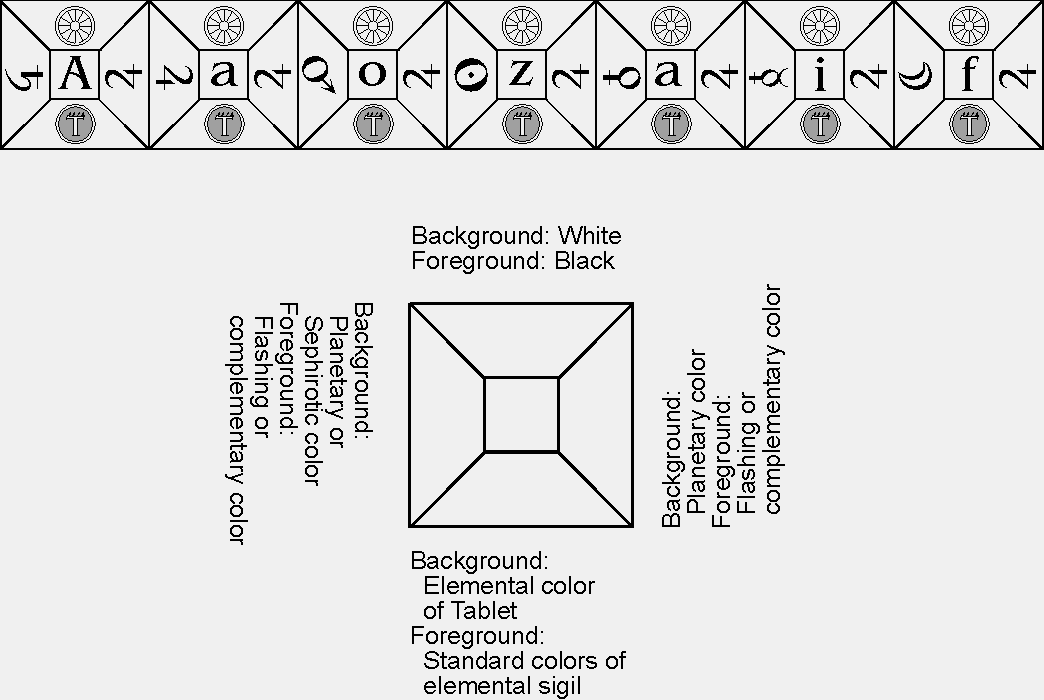 A a o z a i f
T T T T T T T
Background: White
Foreground: Black
Background:
Planetary or
Sephirotic color
Foreground:
Flashing or
complementary color
Background:
Planetary color
Foreground:
Flashing or
complementary color
Background:
Elemental color
of Tablet
Foreground:
Standard colors of
elemental sigil